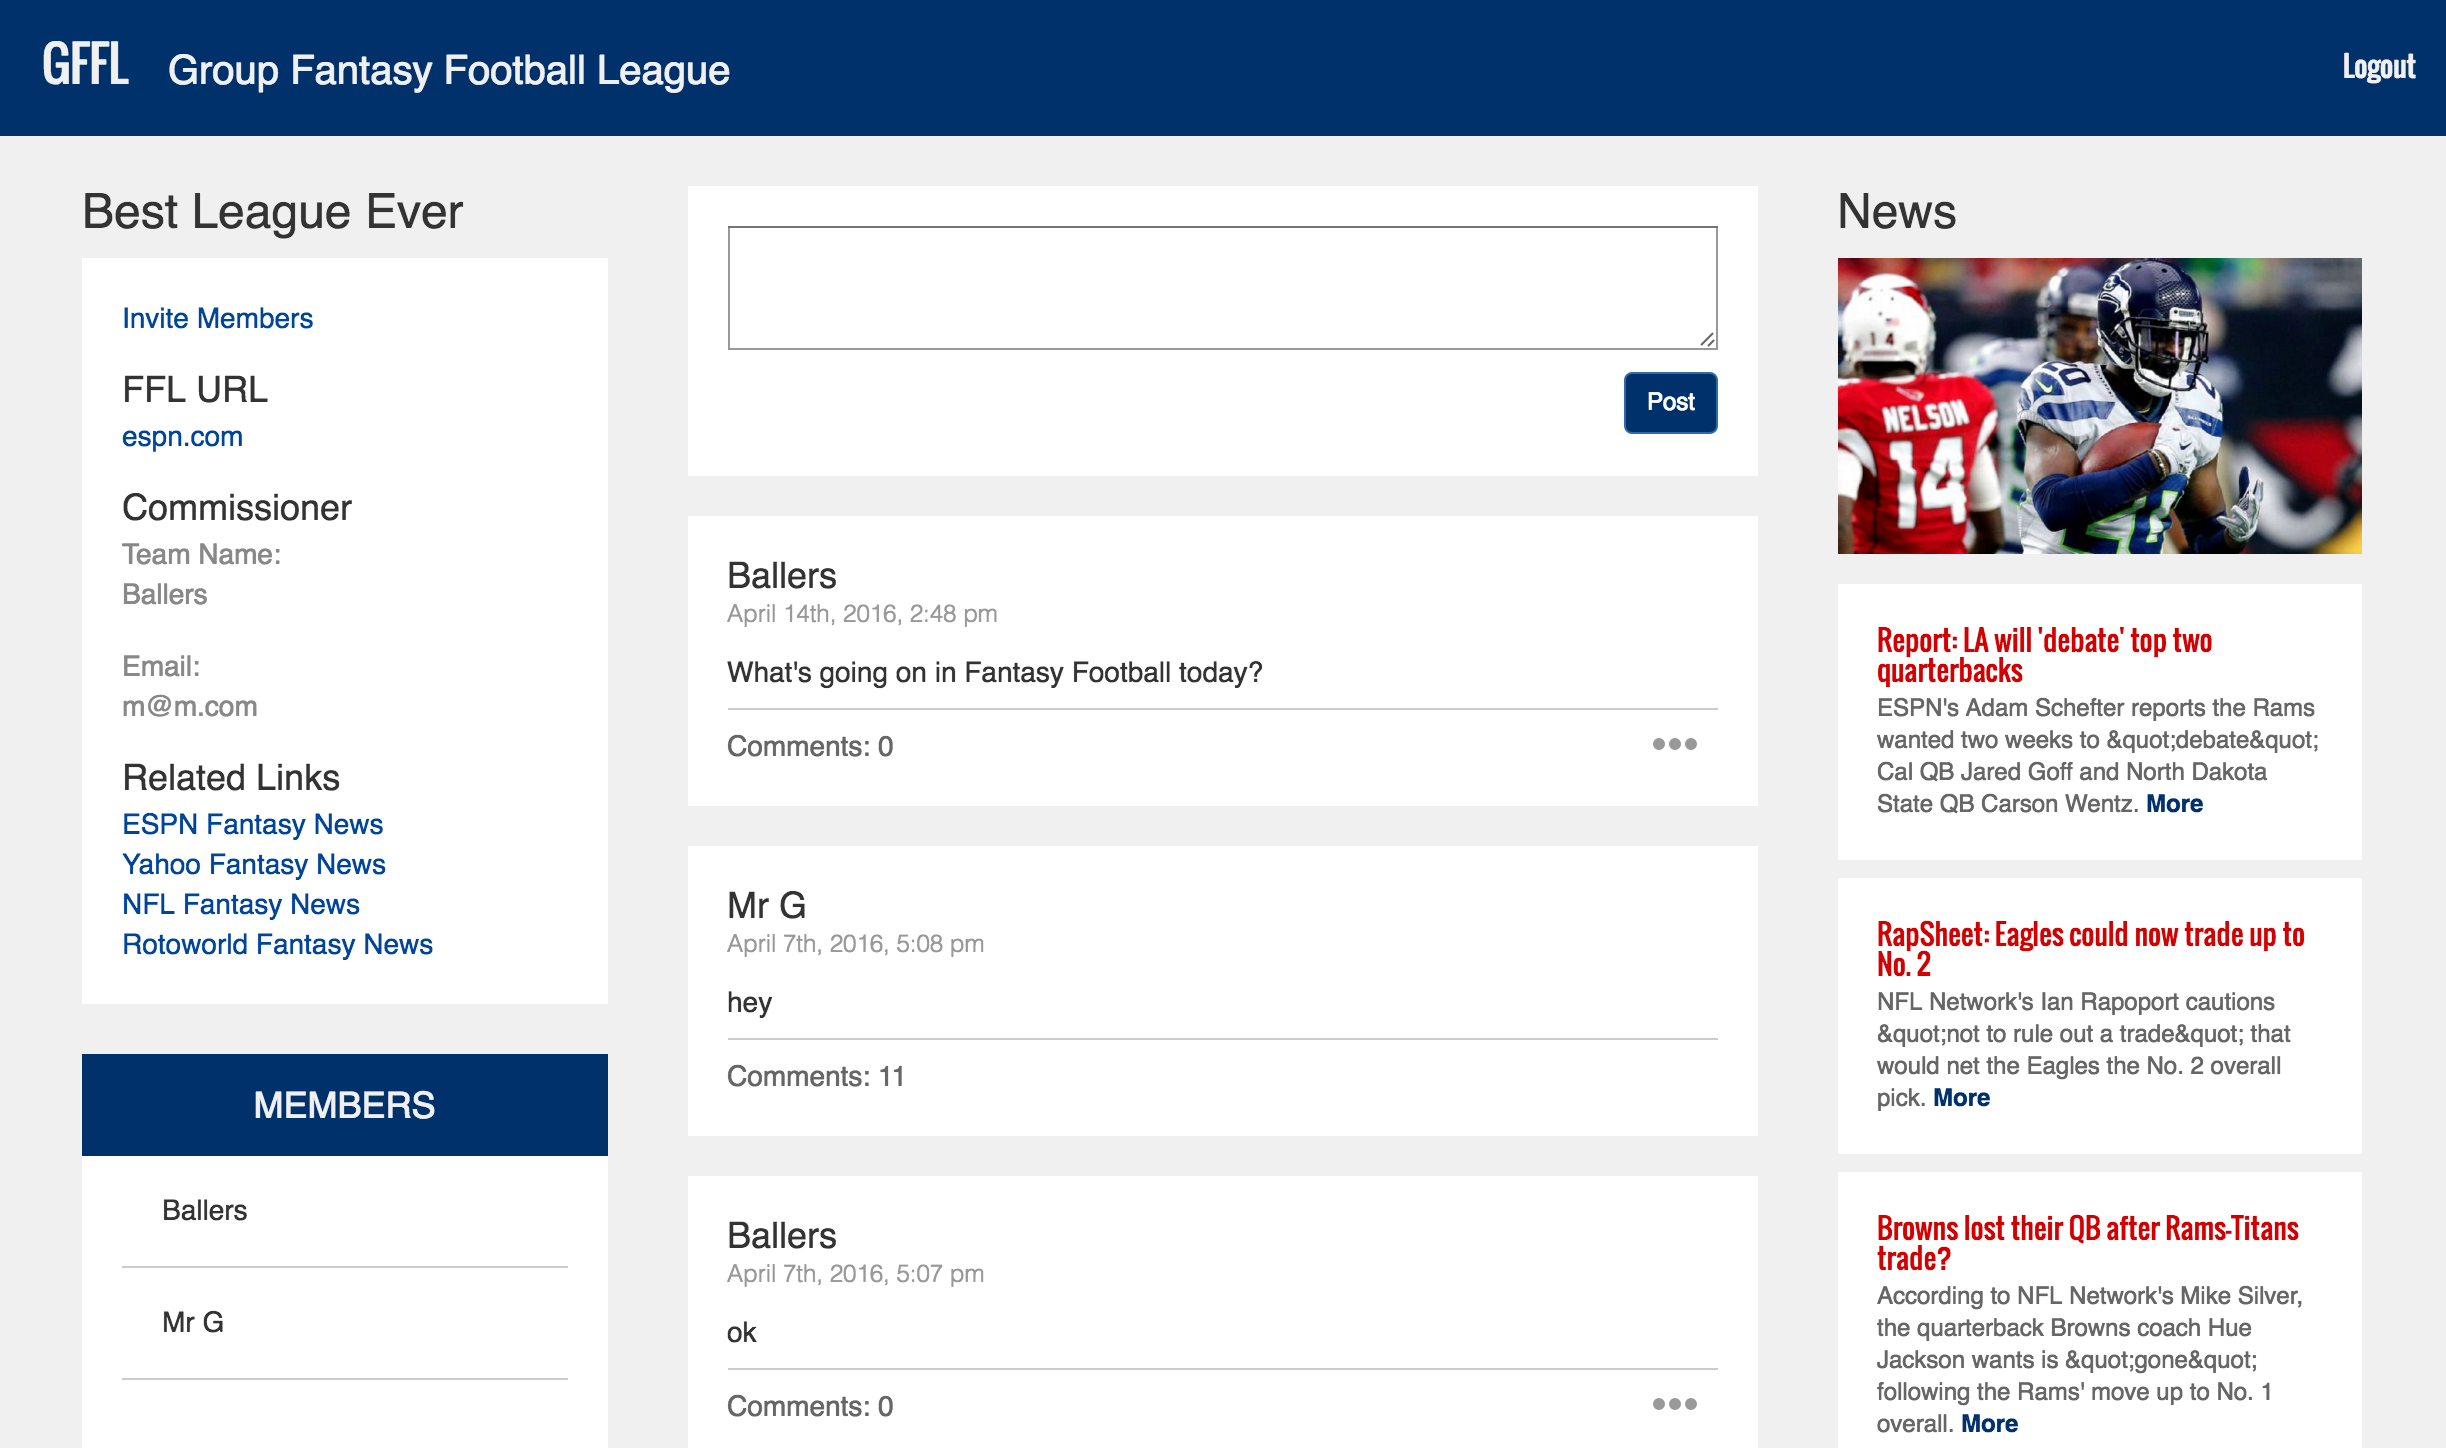 GFFL
Group Fantasy Football League
Logout
Best League Ever
Invite Members
FFL URL
espn.com
Commissioner
Team Name:
Ballers
Email:
m@m.com
Related Links
ESPN Fantasy News
Yahoo Fantasy News
NFL Fantasy News
Rotoworld Fantasy News
MEMBERS
Ballers
Mr G
Post
Ballers
April 14th, 2016, 2:48 pm
What's going on in Fantasy Football today?
Comments: 0
Mr G
April 7th, 2016, 5:08 pm
hey
Comments: 11
Ballers
April 7th, 2016, 5:07 pm
ok
Comments: 0
News
14
NELSON
14
20
Report: LA will 'debate' top two
quarterbacks
ESPN's Adam Schefter reports the Rams
wanted two weeks to &quot;debate&quot;
Cal QB Jared Goff and North Dakota
State QB Carson Wentz. More
RapSheet: Eagles could now trade up to
No. 2
NFL Network's Ian Rapoport cautions
&quot;not to rule out a trade&quot; that
would net the Eagles the No. 2 overall
pick. More
Browns lost their QB after Rams-Titans
trade?
According to NFL Network's Mike Silver,
the quarterback Browns coach Hue
Jackson wants is &quot;gone&quot;
following the Rams' move up to No. 1
overall. More